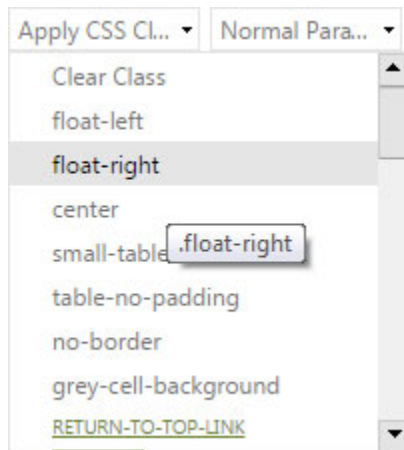 Apply CSS Cl... Normal Para...
Clear Class
float-left
float-right
center
.float-right
small-table
table-no-padding
no-border
grey-cell-background
RETURN-TO-TOP-LINK